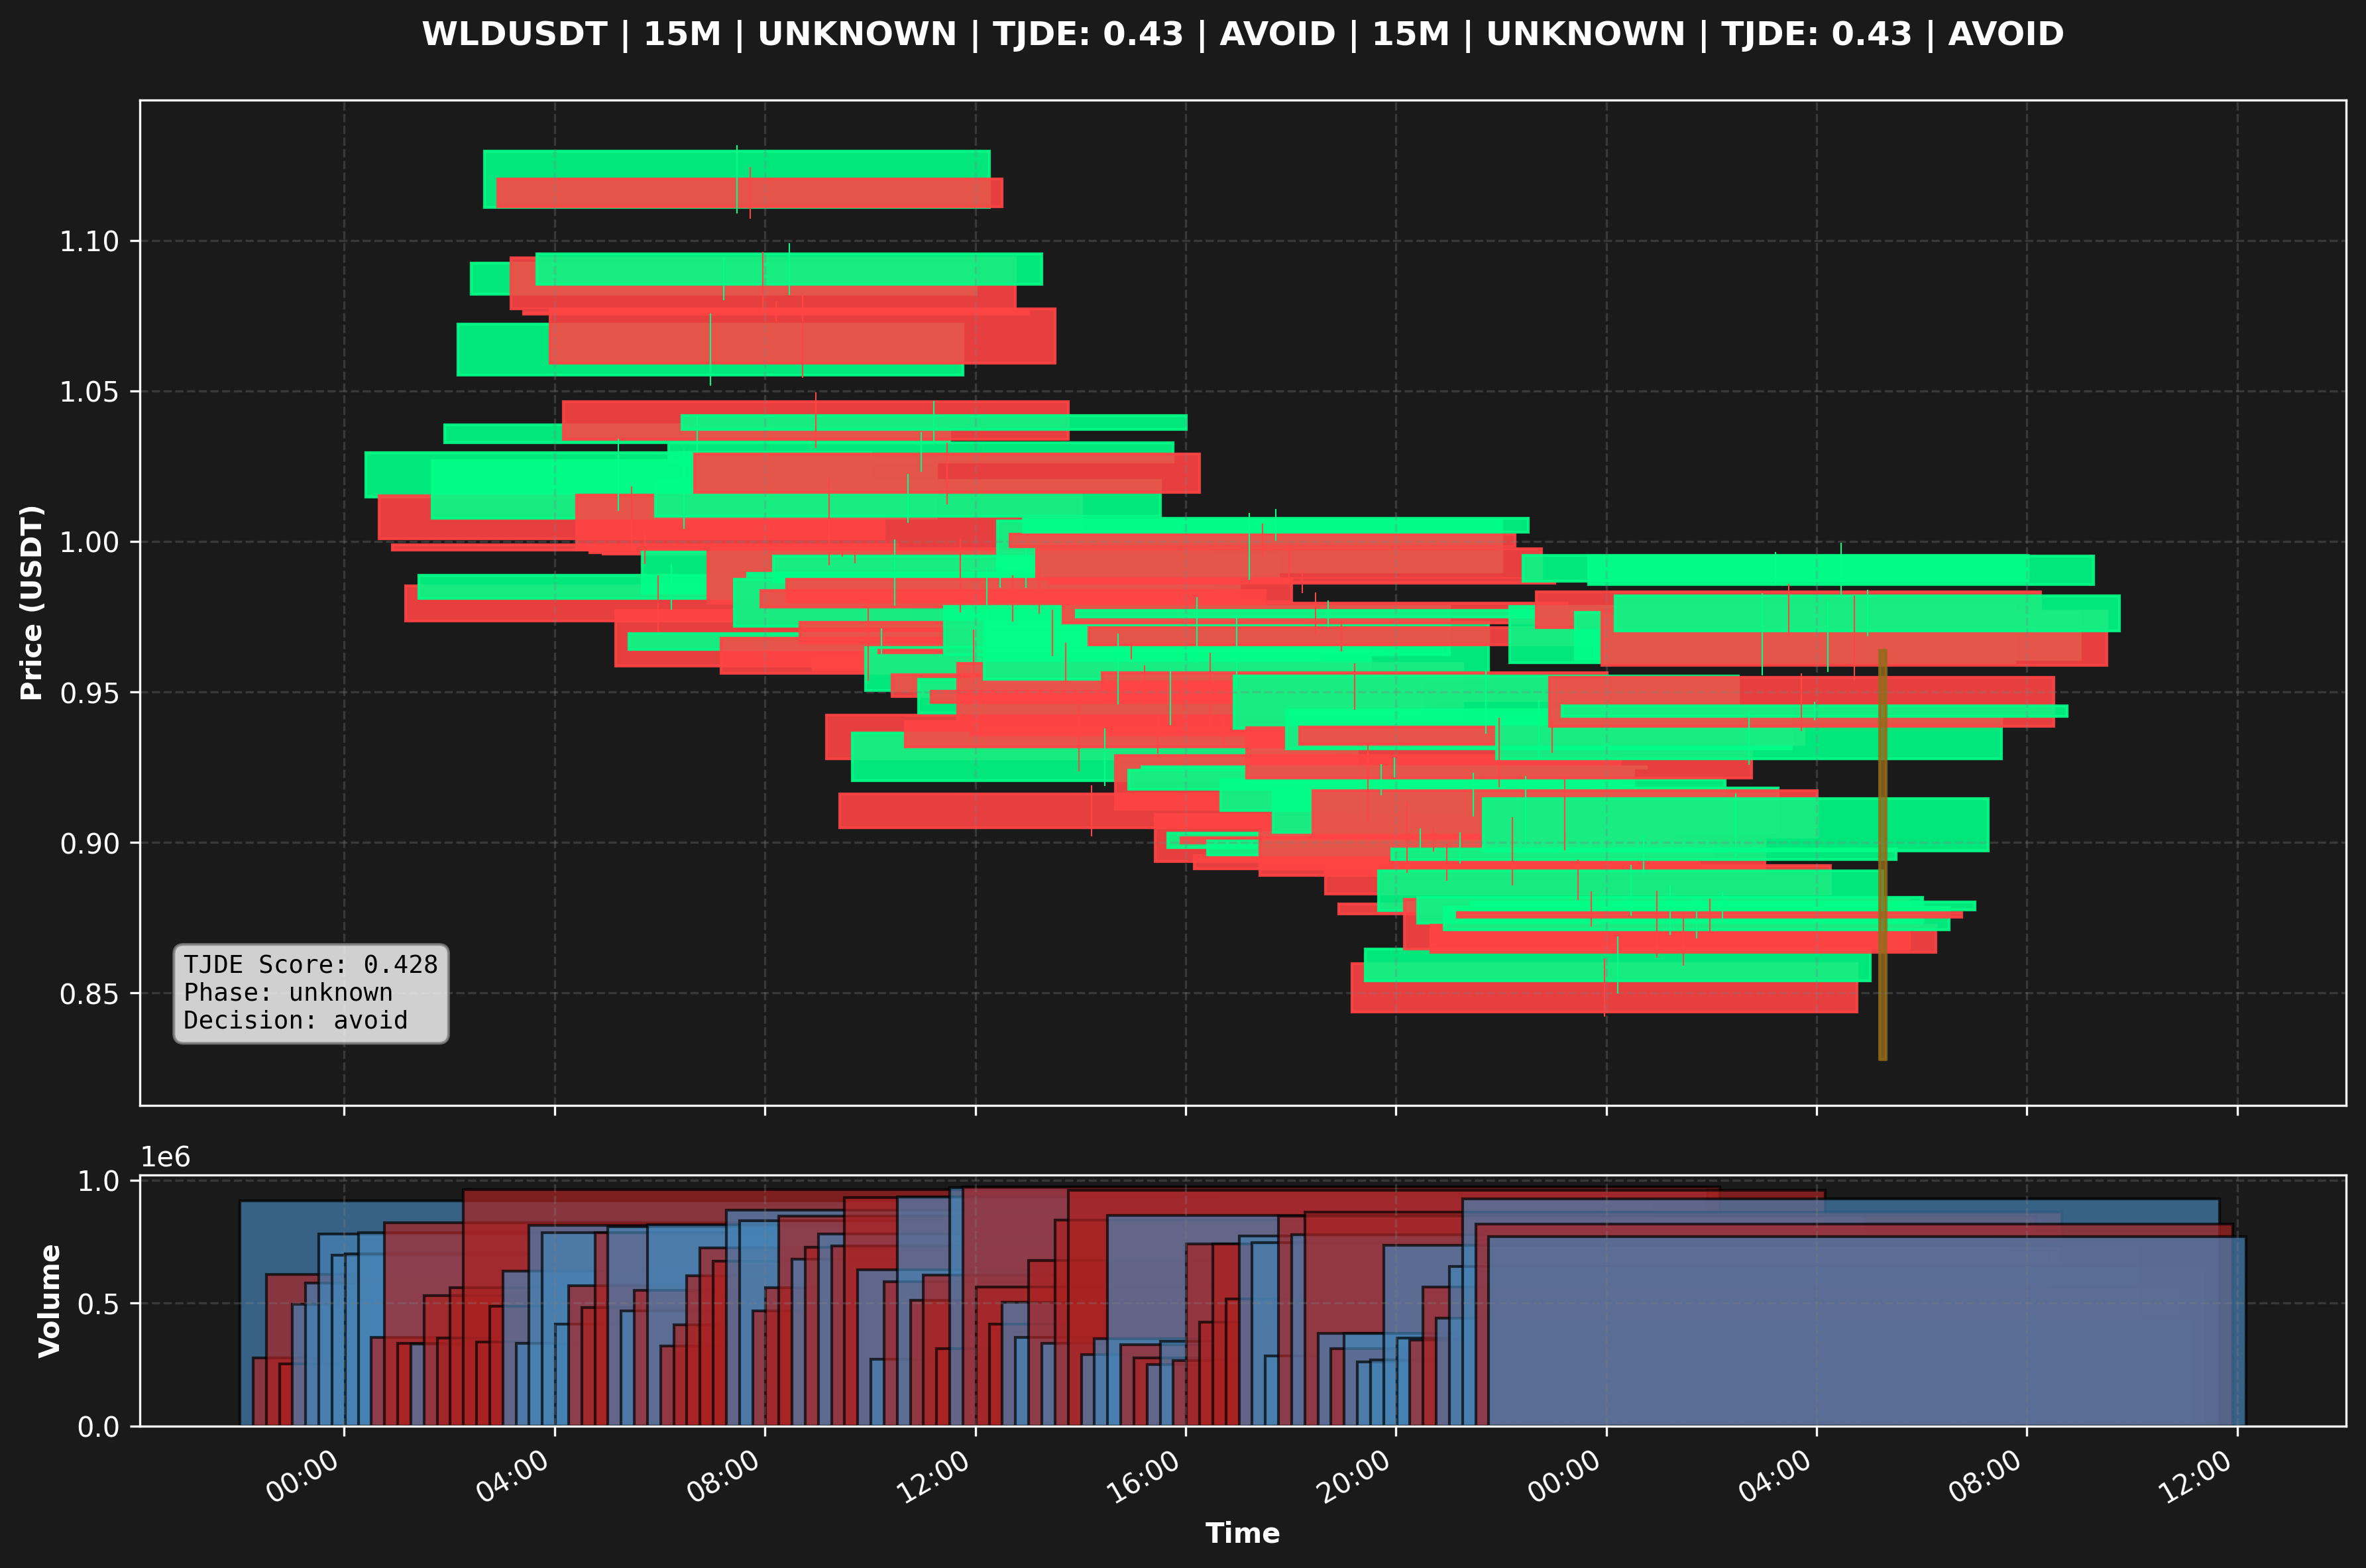 WLDUSDT | 15M | UNKNOWN | TJDE: 0.43 | AVOID | 15M | UNKNOWN | TJDE: 0.43 | AVOID
Price (USDT)
1.10
1.05
1.00
0.95
0.90
0.85
TJDE Score: 0.428
Phase: unknown
Decision: avoid
1e6
Volume
1.0
0.5
0.0
00:00 04:00 08:00 12:00 16:00 20:00 00:00 04:00 08:00 12:00
Time